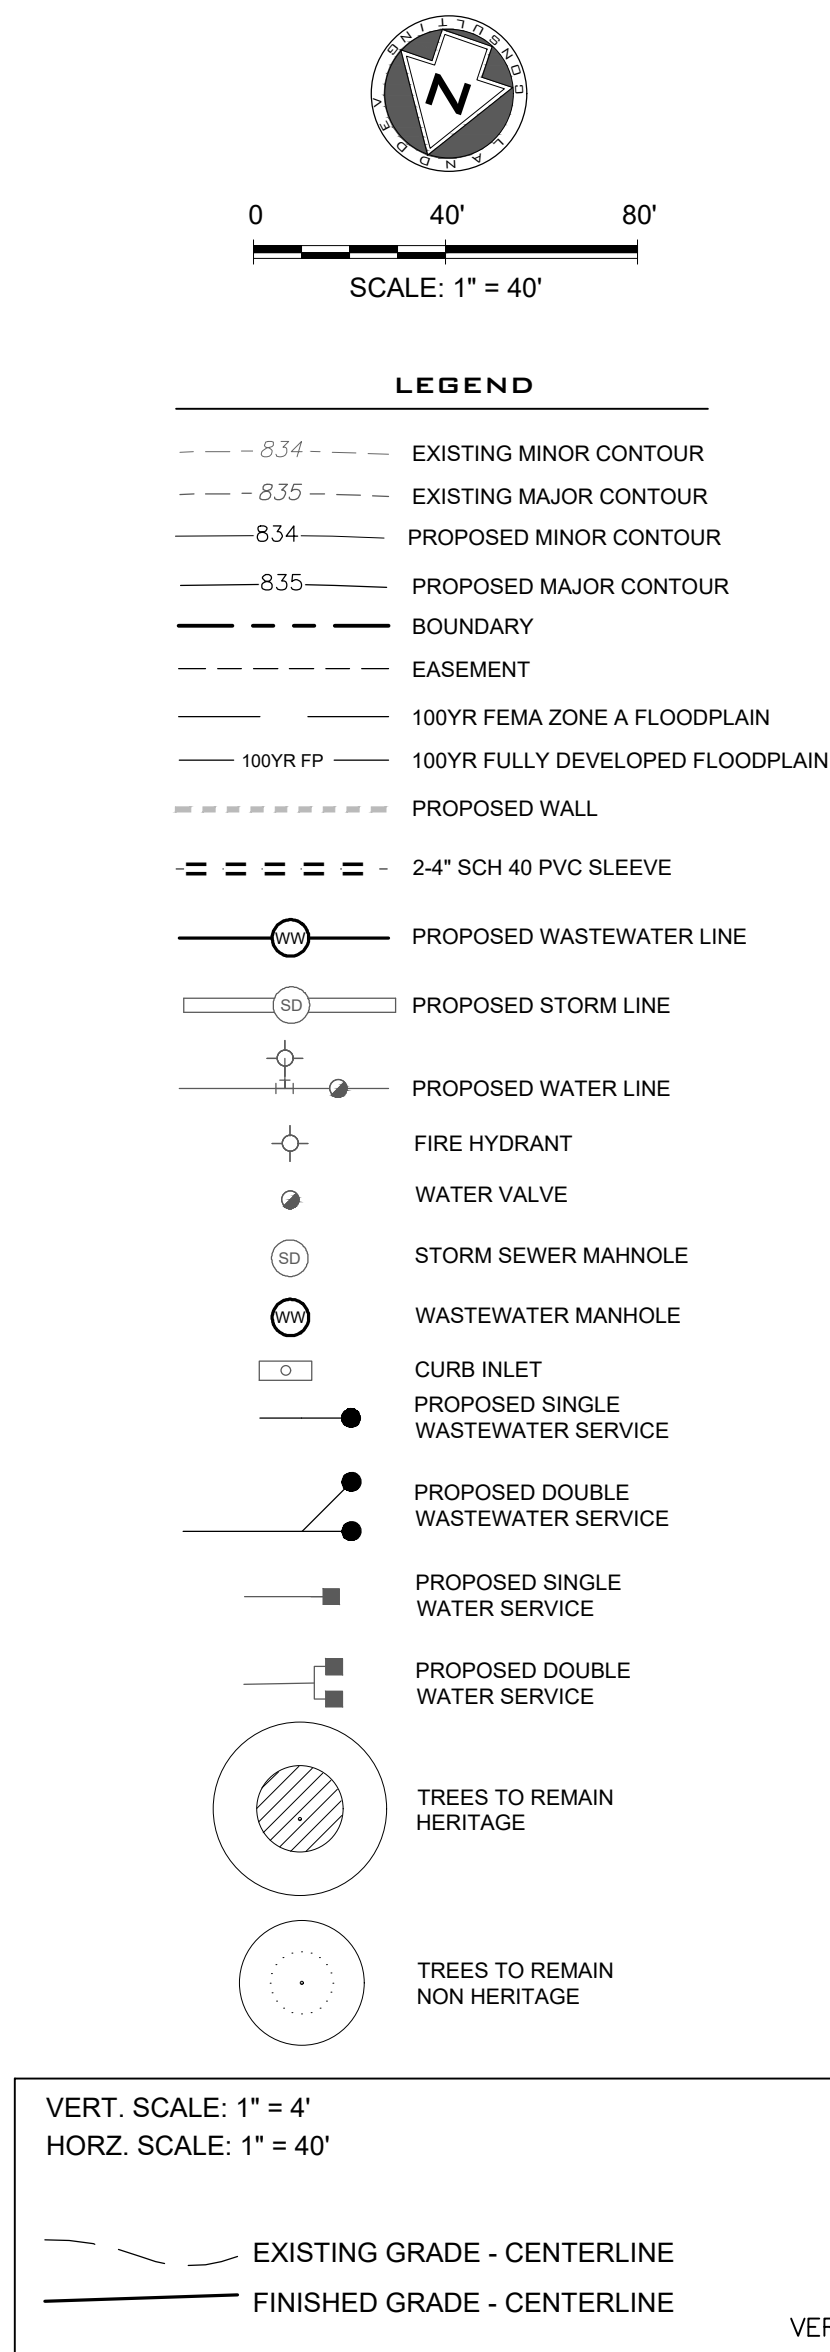 LANDDEV CONSULTING
N
0 40' 80'
SCALE: 1" = 40'
LEGEND
834 EXISTING MINOR CONTOUR
835 EXISTING MAJOR CONTOUR
834 PROPOSED MINOR CONTOUR
835 PROPOSED MAJOR CONTOUR
BOUNDARY
EASEMENT
100YR FEMA ZONE A FLOODPLAIN
100YR FP 100YR FULLY DEVELOPED FLOODPLAIN
PROPOSED WALL
2-4" SCH 40 PVC SLEEVE
WW PROPOSED WASTEWATER LINE
SD PROPOSED STORM LINE
PROPOSED WATER LINE
FIRE HYDRANT
WATER VALVE
SD STORM SEWER MAHNOLE
WW WASTEWATER MANHOLE
CURB INLET
PROPOSED SINGLE
WASTEWATER SERVICE
PROPOSED DOUBLE
WASTEWATER SERVICE
PROPOSED SINGLE
WATER SERVICE
PROPOSED DOUBLE
WATER SERVICE
TREES TO REMAIN
HERITAGE
TREES TO REMAIN
NON HERITAGE
VERT. SCALE: 1" = 4'
HORZ. SCALE: 1" = 40'
EXISTING GRADE - CENTERLINE
FINISHED GRADE - CENTERLINE